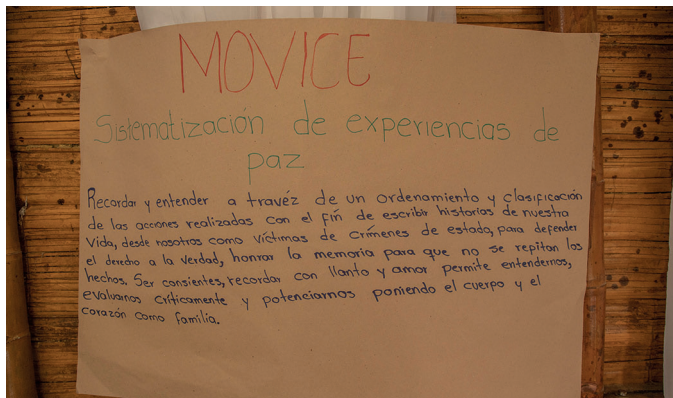 MOVICE
Sistematización de experiencias de
paz
Recordar y entender a travéz de un ordenamiento y clasificación
de las acciones realizadas con el fin de escribir historias de nuestra
vida, desde nosotros como víctimas de crímenes de estado, para defender
el derecho a la verdad, honrar la memoria para que no se repitan los
hechos. Ser consientes, recordar con llanto y amor permite entendernos,
evaluarnos críticamente y potenciarnos poniendo el cuerpo y el
corazón como familia.